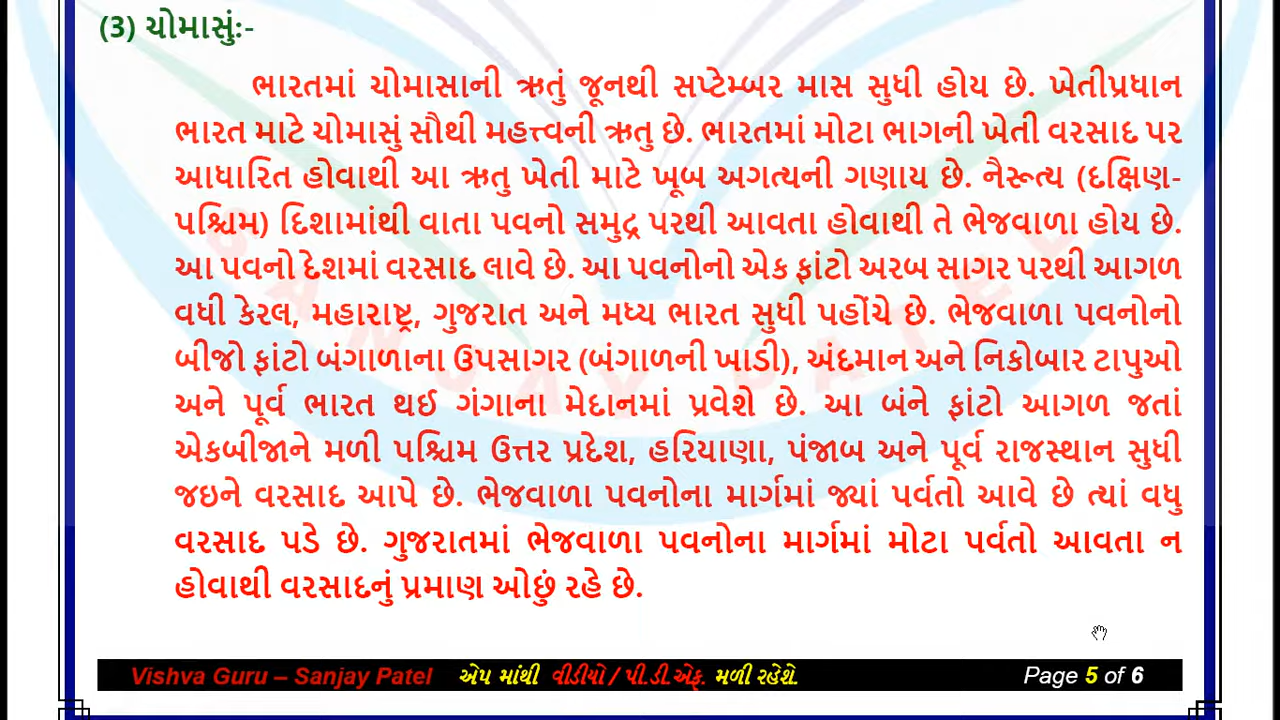 (3) ચોમાસુંઃ-
ભારતમાં ચોમાસાની ઋતું જૂનથી સપ્ટેમ્બર માસ સુધી હોય છે. ખેતીપ્રધાન
ભારત માટે ચોમાસું સૌથી મહત્ત્વની ઋતુ છે. ભારતમાં મોટા ભાગની ખેતી વરસાદ પર
આધારિત હોવાથી આ ઋતુ ખેતી માટે ખૂબ અગત્યની ગણાય છે. નૈરૂત્ય (દક્ષિણ-
પશ્ચિમ) દિશામાંથી વાતા પવનો સમુદ્ર પરથી આવતા હોવાથી તે ભેજવાળા હોય છે.
આ પવનો દેશમાં વરસાદ લાવે છે. આ પવનોનો એક ફાંટો અરબ સાગર પરથી આગળ
વધી કેરલ, મહારાષ્ટ્ર, ગુજરાત અને મધ્ય ભારત સુધી પહોંચે છે. ભેજવાળા પવનોનો
બીજો ફાંટો બંગાળાના ઉપસાગર (બંગાળની ખાડી), અંદમાન અને નિકોબાર ટાપુઓ
અને પૂર્વ ભારત થઈ ગંગાના મેદાનમાં પ્રવેશે છે. આ બંને ફાંટો આગળ જતાં
એકબીજાને મળી પશ્ચિમ ઉત્તર પ્રદેશ, હરિયાણા, પંજાબ અને પૂર્વ રાજસ્થાન સુધી
જઇને વરસાદ આપે છે. ભેજવાળા પવનોના માર્ગમાં જ્યાં પર્વતો આવે છે ત્યાં વધુ
વરસાદ પડે છે. ગુજરાતમાં ભેજવાળા પવનોના માર્ગમાં મોટા પર્વતો આવતા ન
હોવાથી વરસાદનું પ્રમાણ ઓછું રહે છે.
SANJAY PATEL
Vishva Guru – Sanjay Patel એપ માંથી વીડીયો / પી.ડી.એફ. મળી રહેશે. Page 5 of 6